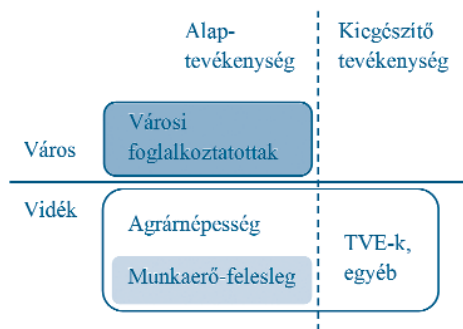 Alap-
tevékenység
Kiegészítő
tevékenység
Város
Városi
foglalkoztatottak
Vidék
Agrárnépesség
Munkaerő-felesleg
TVE-k,
egyéb